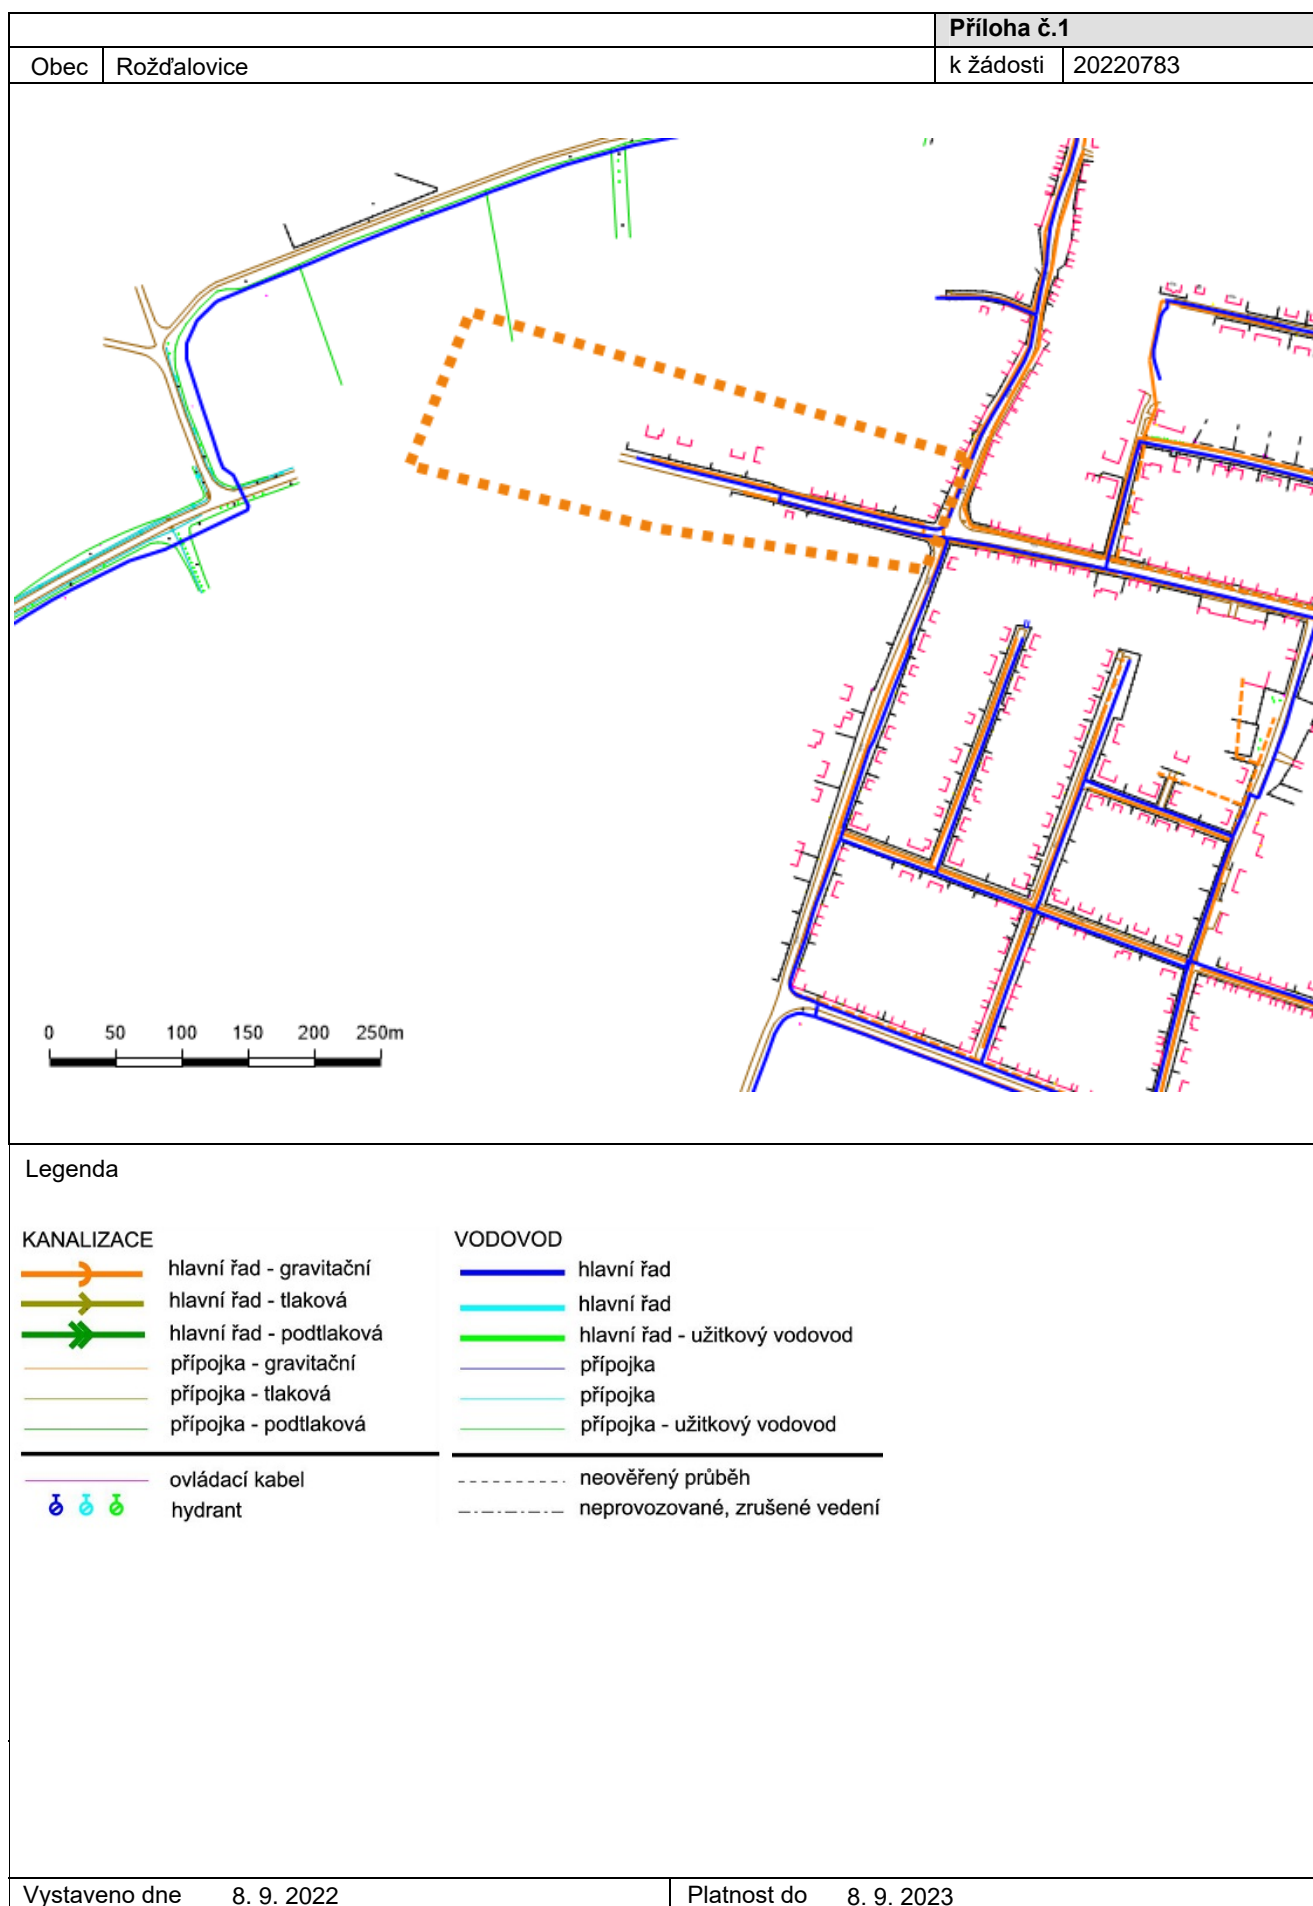 Příloha č.1
Obec Rožďalovice k žádosti 20220783
0 50 100 150 200 250m
Legenda
KANALIZACE
hlavní řad - gravitační
hlavní řad - tlaková
hlavní řad - podtlaková
přípojka - gravitační
přípojka - tlaková
přípojka - podtlaková
ovládací kabel
hydrant
VODOVOD
hlavní řad
hlavní řad
hlavní řad - užitkový vodovod
přípojka
přípojka
přípojka - užitkový vodovod
neověřený průběh
neprovozované, zrušené vedení
Vystaveno dne 8. 9. 2022 Platnost do 8. 9. 2023